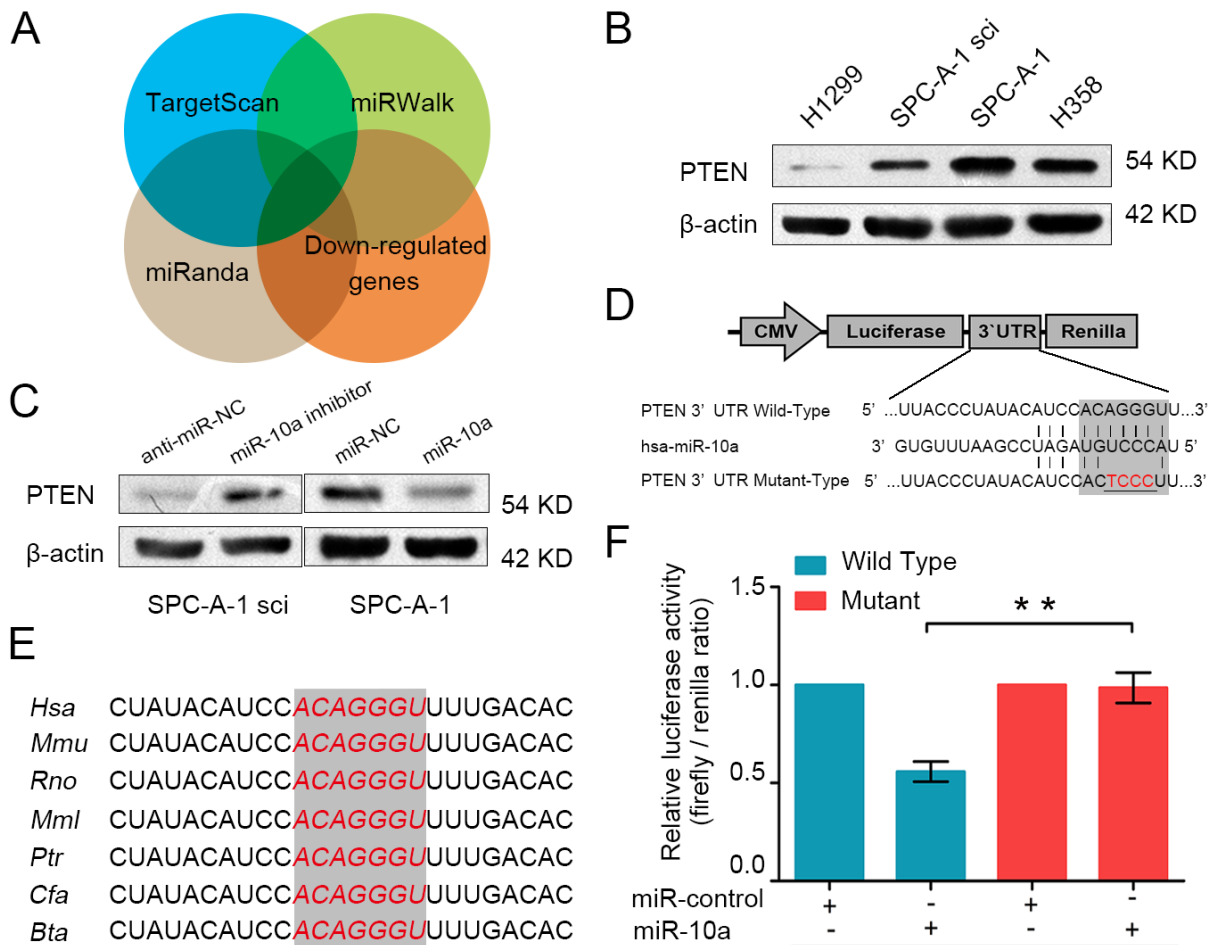 A
TargetScan
miRWalk
miRanda
Down-regulated
genes
B
H1299
SPC-A-1 sci
SPC-A-1
H358
PTEN
54 KD
β-actin
42 KD
C
anti-miR-NC
miR-10a inhibitor
miR-NC
miR-10a
PTEN
54 KD
β-actin
42 KD
SPC-A-1 sci
SPC-A-1
D
CMV
Luciferase
3`UTR
Renilla
PTEN 3' UTR Wild-Type 5' ...UUACCCUAUACAUCCACAGGGUU...3'
hsa-miR-10a 3' GUGUUUAAGCCUAGAUGUCCCAU 5'
PTEN 3' UTR Mutant-Type 5' ...UUACCCUAUACAUCCACTCCCUU...3'
E
Hsa CUAUACAUCCACAGGGUUUUGACAC
Mmu CUAUACAUCCACAGGGUUUUGACAC
Rno CUAUACAUCCACAGGGUUUUGACAC
Mml CUAUACAUCCACAGGGUUUUGACAC
Ptr CUAUACAUCCACAGGGUUUUGACAC
Cfa CUAUACAUCCACAGGGUUUUGACAC
Bta CUAUACAUCCACAGGGUUUUGACAC
F
Wild Type
Mutant
* *
Relative luciferase activity
(firefly / renilla ratio)
1.5
1.0
0.5
0.0
miR-control + - + -
miR-10a - + - +